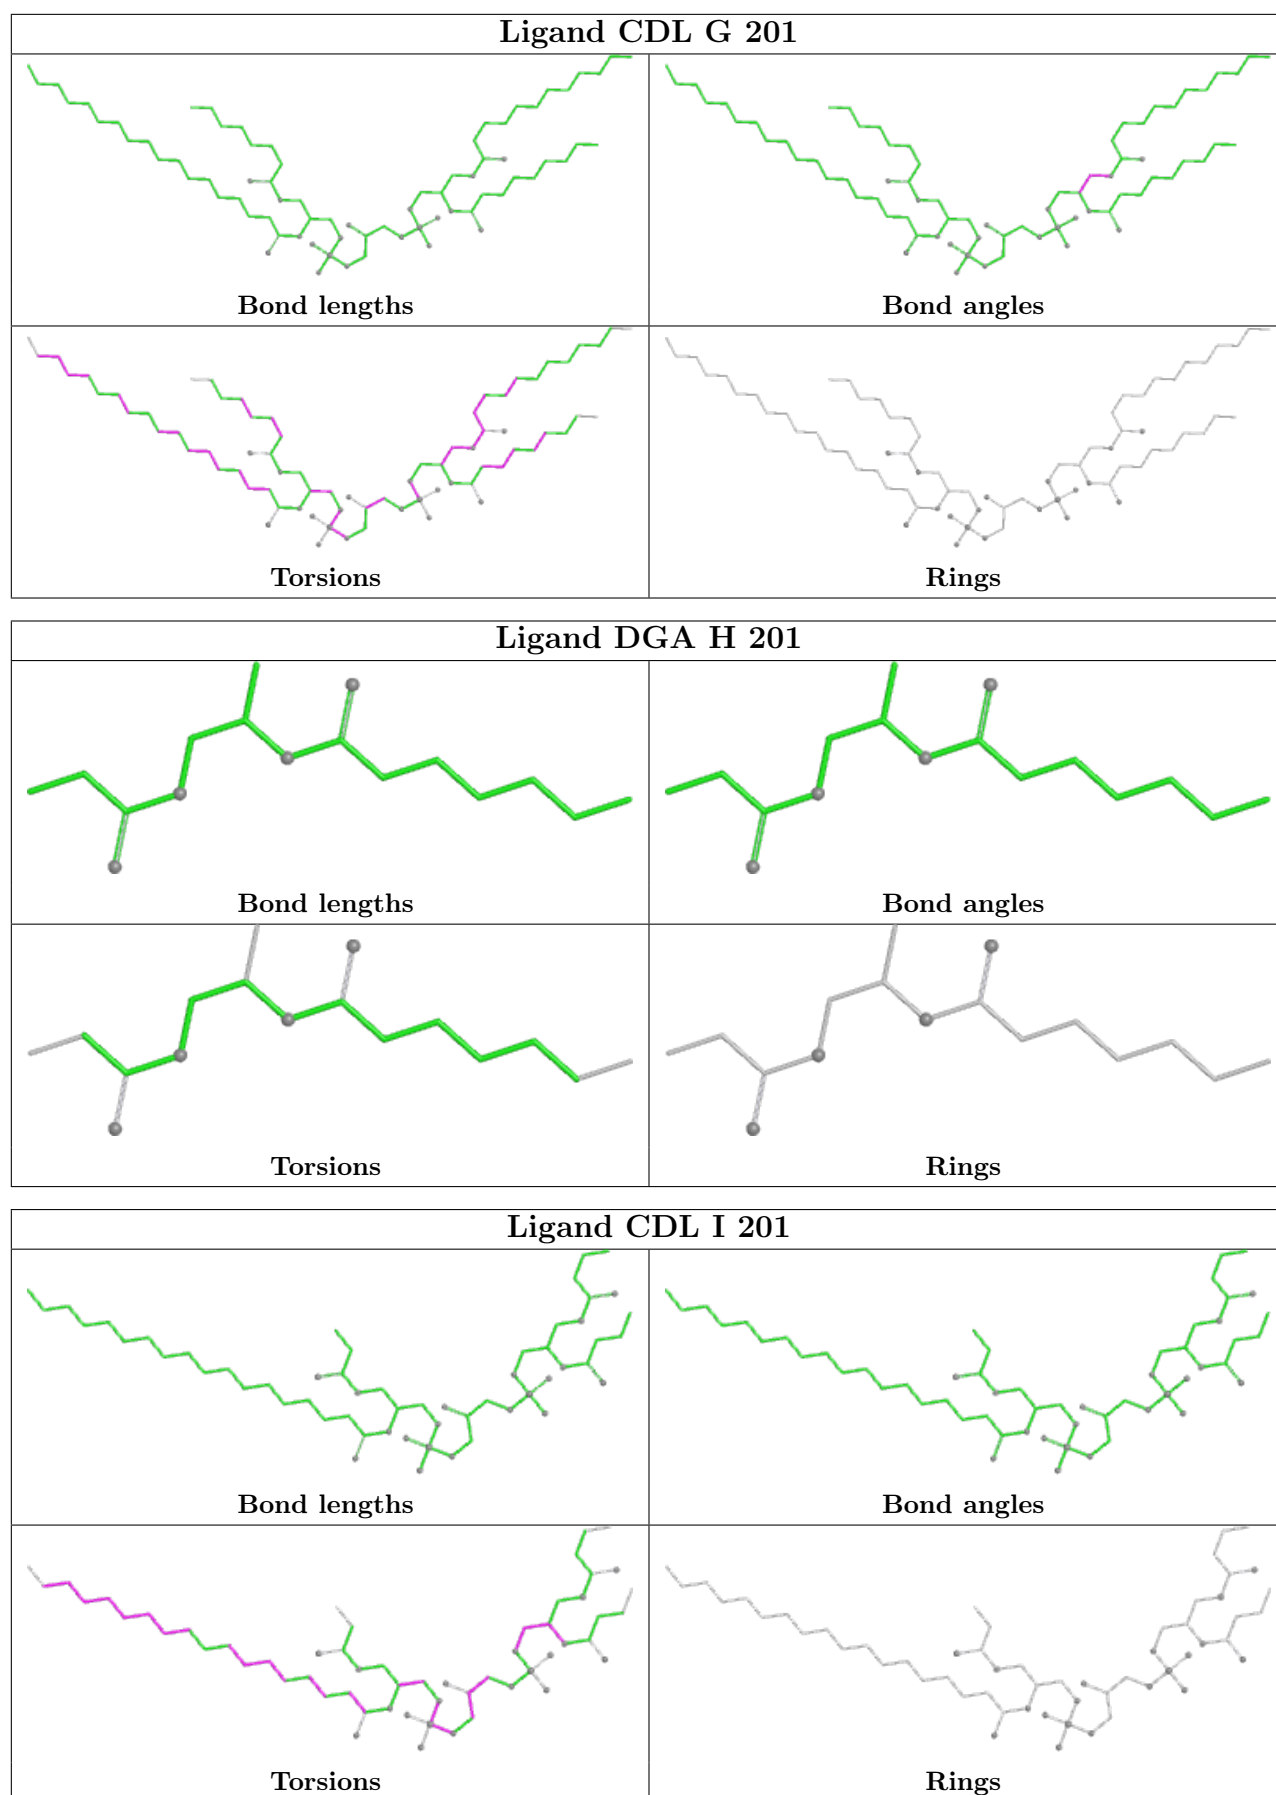 Ligand CDL G 201
Bond lengths
Bond angles
Torsions
Rings
Ligand DGA H 201
Bond lengths
Bond angles
Torsions
Rings
Ligand CDL I 201
Bond lengths
Bond angles
Torsions
Rings